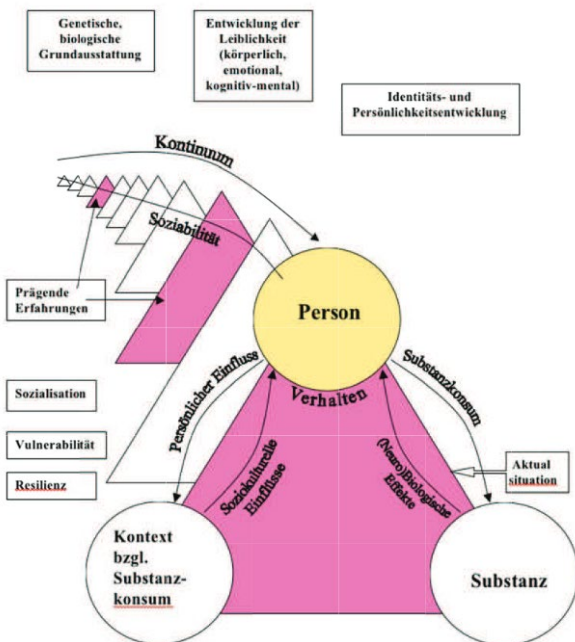 Genetische,
biologische
Grundausstattung
Entwicklung der
Leiblichkeit
(körperlich,
emotional,
kognitiv-mental)
Identitäts- und
Persönlichkeitsentwicklung
Kontinuum
Soziabilität
Prägende
Erfahrungen
Person
Verhalten
Persönlicher Einfluss
Soziokulturelle
Einflüsse
Substanzkonsum
(Neuro)Biologische
Effekte
Sozialisation
Vulnerabilität
Resilienz
Aktual
situation
Kontext
bzgl.
Substanz-
konsum
Substanz